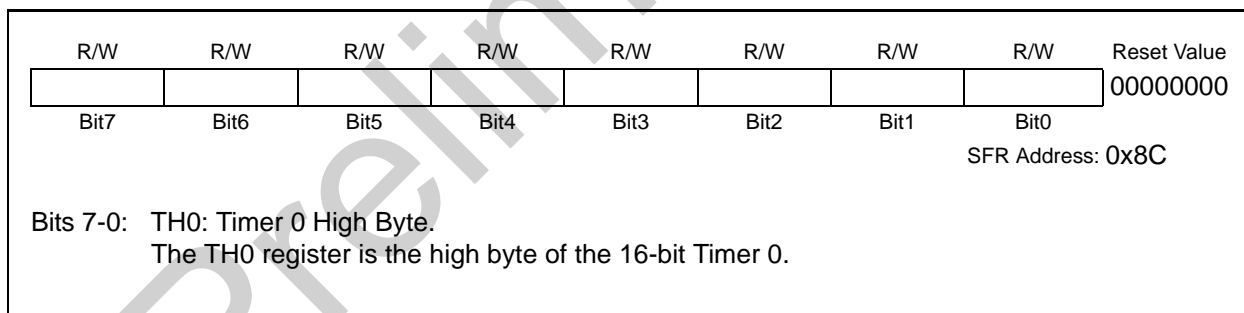 R/W R/W R/W R/W R/W R/W R/W R/W Reset Value
00000000
Bit7 Bit6 Bit5 Bit4 Bit3 Bit2 Bit1 Bit0
SFR Address: 0x8C
Bits 7-0: TH0: Timer 0 High Byte.
The TH0 register is the high byte of the 16-bit Timer 0.
Prelim